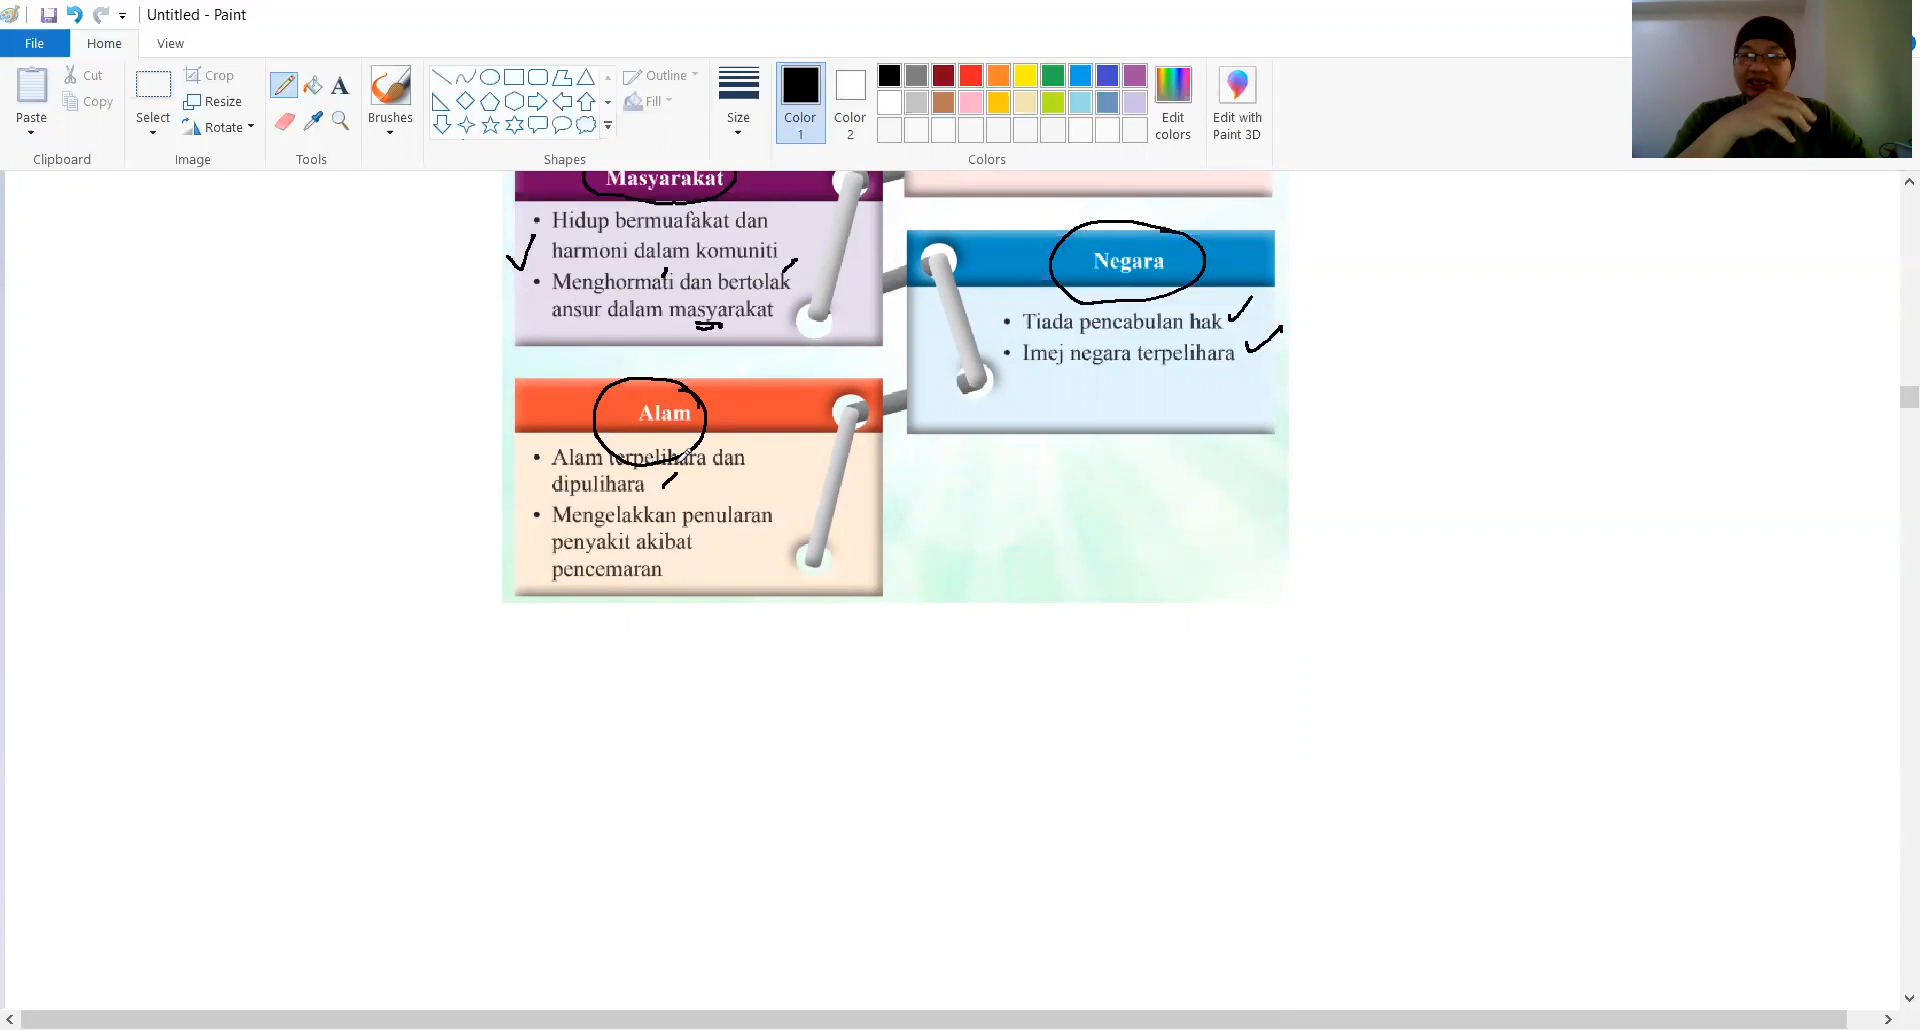 Untitled - Paint
File
Home
View
Paste
Cut
Copy
Clipboard
Select
Crop
Resize
Rotate
Image
Tools
Brushes
Outline
Fill
Shapes
Size
Color
1
Color
2
Edit
colors
Edit with
Paint 3D
Colors
Masyarakat
• Hidup bermuafakat dan
harmoni dalam komuniti
• Menghormati dan bertolak
ansur dalam masyarakat
Negara
• Tiada pencabulan hak
• Imej negara terpelihara
Alam
• Alam terpelihara dan
dipulihara
• Mengelakkan penularan
penyakit akibat
pencemaran